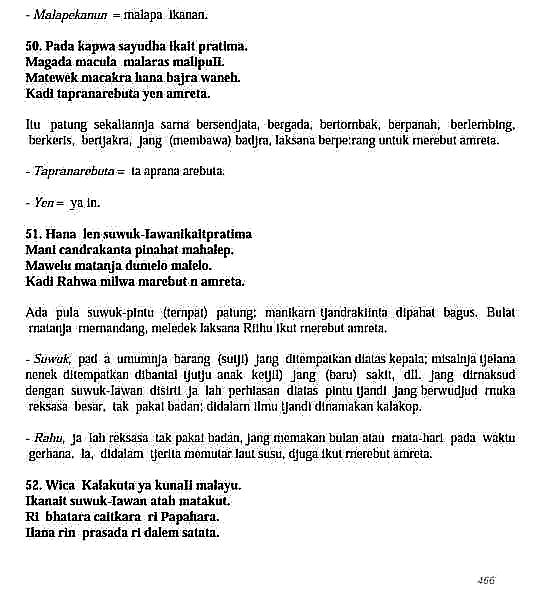 - Malapekanun = malapa ikanan.
50. Pada kapwa sayudha ikait pratima.
Magada macula malaras malipuli.
Matewek macakra hana bajra waneh.
Kadi tapranarebuta yen amreta.
Itu patung sekaliannja sama bersendjata, bergada, bertombak, berpanah, berlembing,
berkeris, bertjakra, jang (membawa) badjra, laksana berpe:rang untuk merebut amreta.
- Tapranarebuta = ta aprana arebuta.
- Yen = ya in.
51. Hana len suwuk-Iawanikaitpratima
Mani candrakanta pinahat mahalep.
Mawelu matanja dumelo malelo.
Kadi Rahwa milwa marebut n amreta.
Ada pula suwuk-pintu (tempat) patung; manikam tjandrakiinta dipahat bagus. Bulat
matanja memandang, meledek laksana Riihu ikut merebut amreta.
- Suwuk, pad a umumnja barang (sutji) jang ditempatkan diatas kepala; misalnja tjelana
nenek ditempatkan dibantal tjutju anak ketjil) jang (baru) sakit, dll. jang dimaksud
dengan suwuk-Iawan disirti ja lah perhiasan diatas pintu tjandi jang berwudjud muka
reksasa besar, tak pakai badan; didalam ilmu tjandi dinamakan kalakop.
- Rahu, ja lah reksasa tak pakai badan, jang memakan bulan atau mata-hari pada waktu
gerhana. Ia, didalam tjerita memutar laut susu, djuga ikut merebut amreta.
52. Wica Kalakuta ya kunaIi malayu.
Ikanait suwuk-Iawan atah matakut.
Ri bhatara caitkara ri Papahara.
Ilana rin prasada ri dalem satata.
466